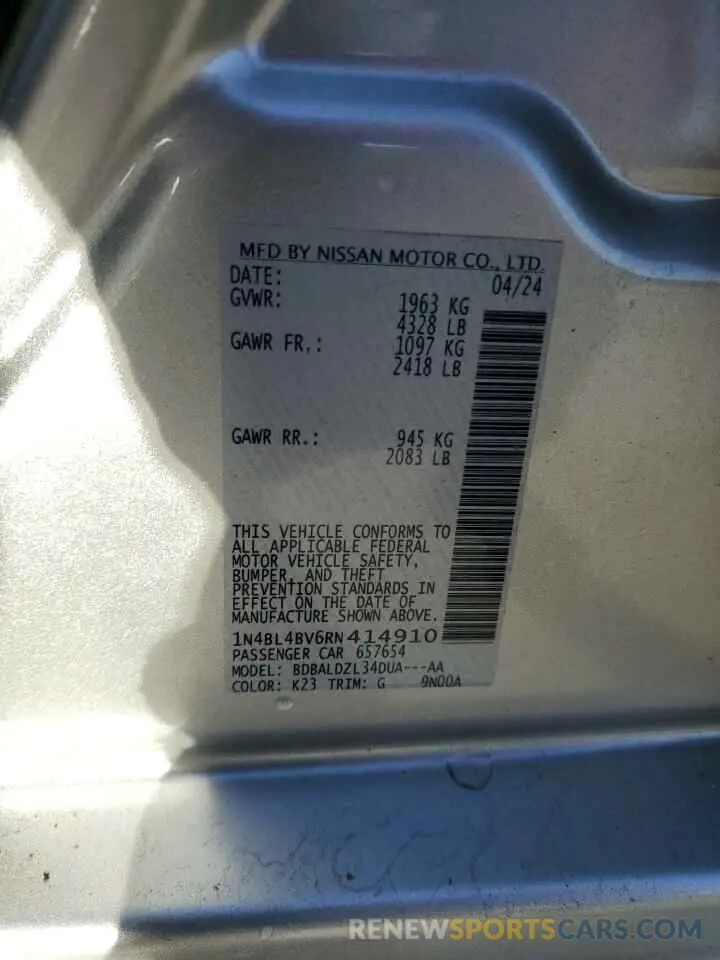 MFD BY NISSAN MOTOR CO., LTD.
DATE: 04/24
GVWR: 1963 KG
4328 LB
GAWR FR.: 1097 KG
2418 LB
GAWR RR.: 945 KG
2083 LB
THIS VEHICLE CONFORMS TO
ALL APPLICABLE FEDERAL
MOTOR VEHICLE SAFETY,
BUMPER, AND THEFT
PREVENTION STANDARDS IN
EFFECT ON THE DATE OF
MANUFACTURE SHOWN ABOVE.
1N4BL4BV6RN414910
PASSENGER CAR 657654
MODEL: BDBALDZL34DUA---AA
COLOR: K23 TRIM: G 9N00A
RENEWSPORTSCARS.COM